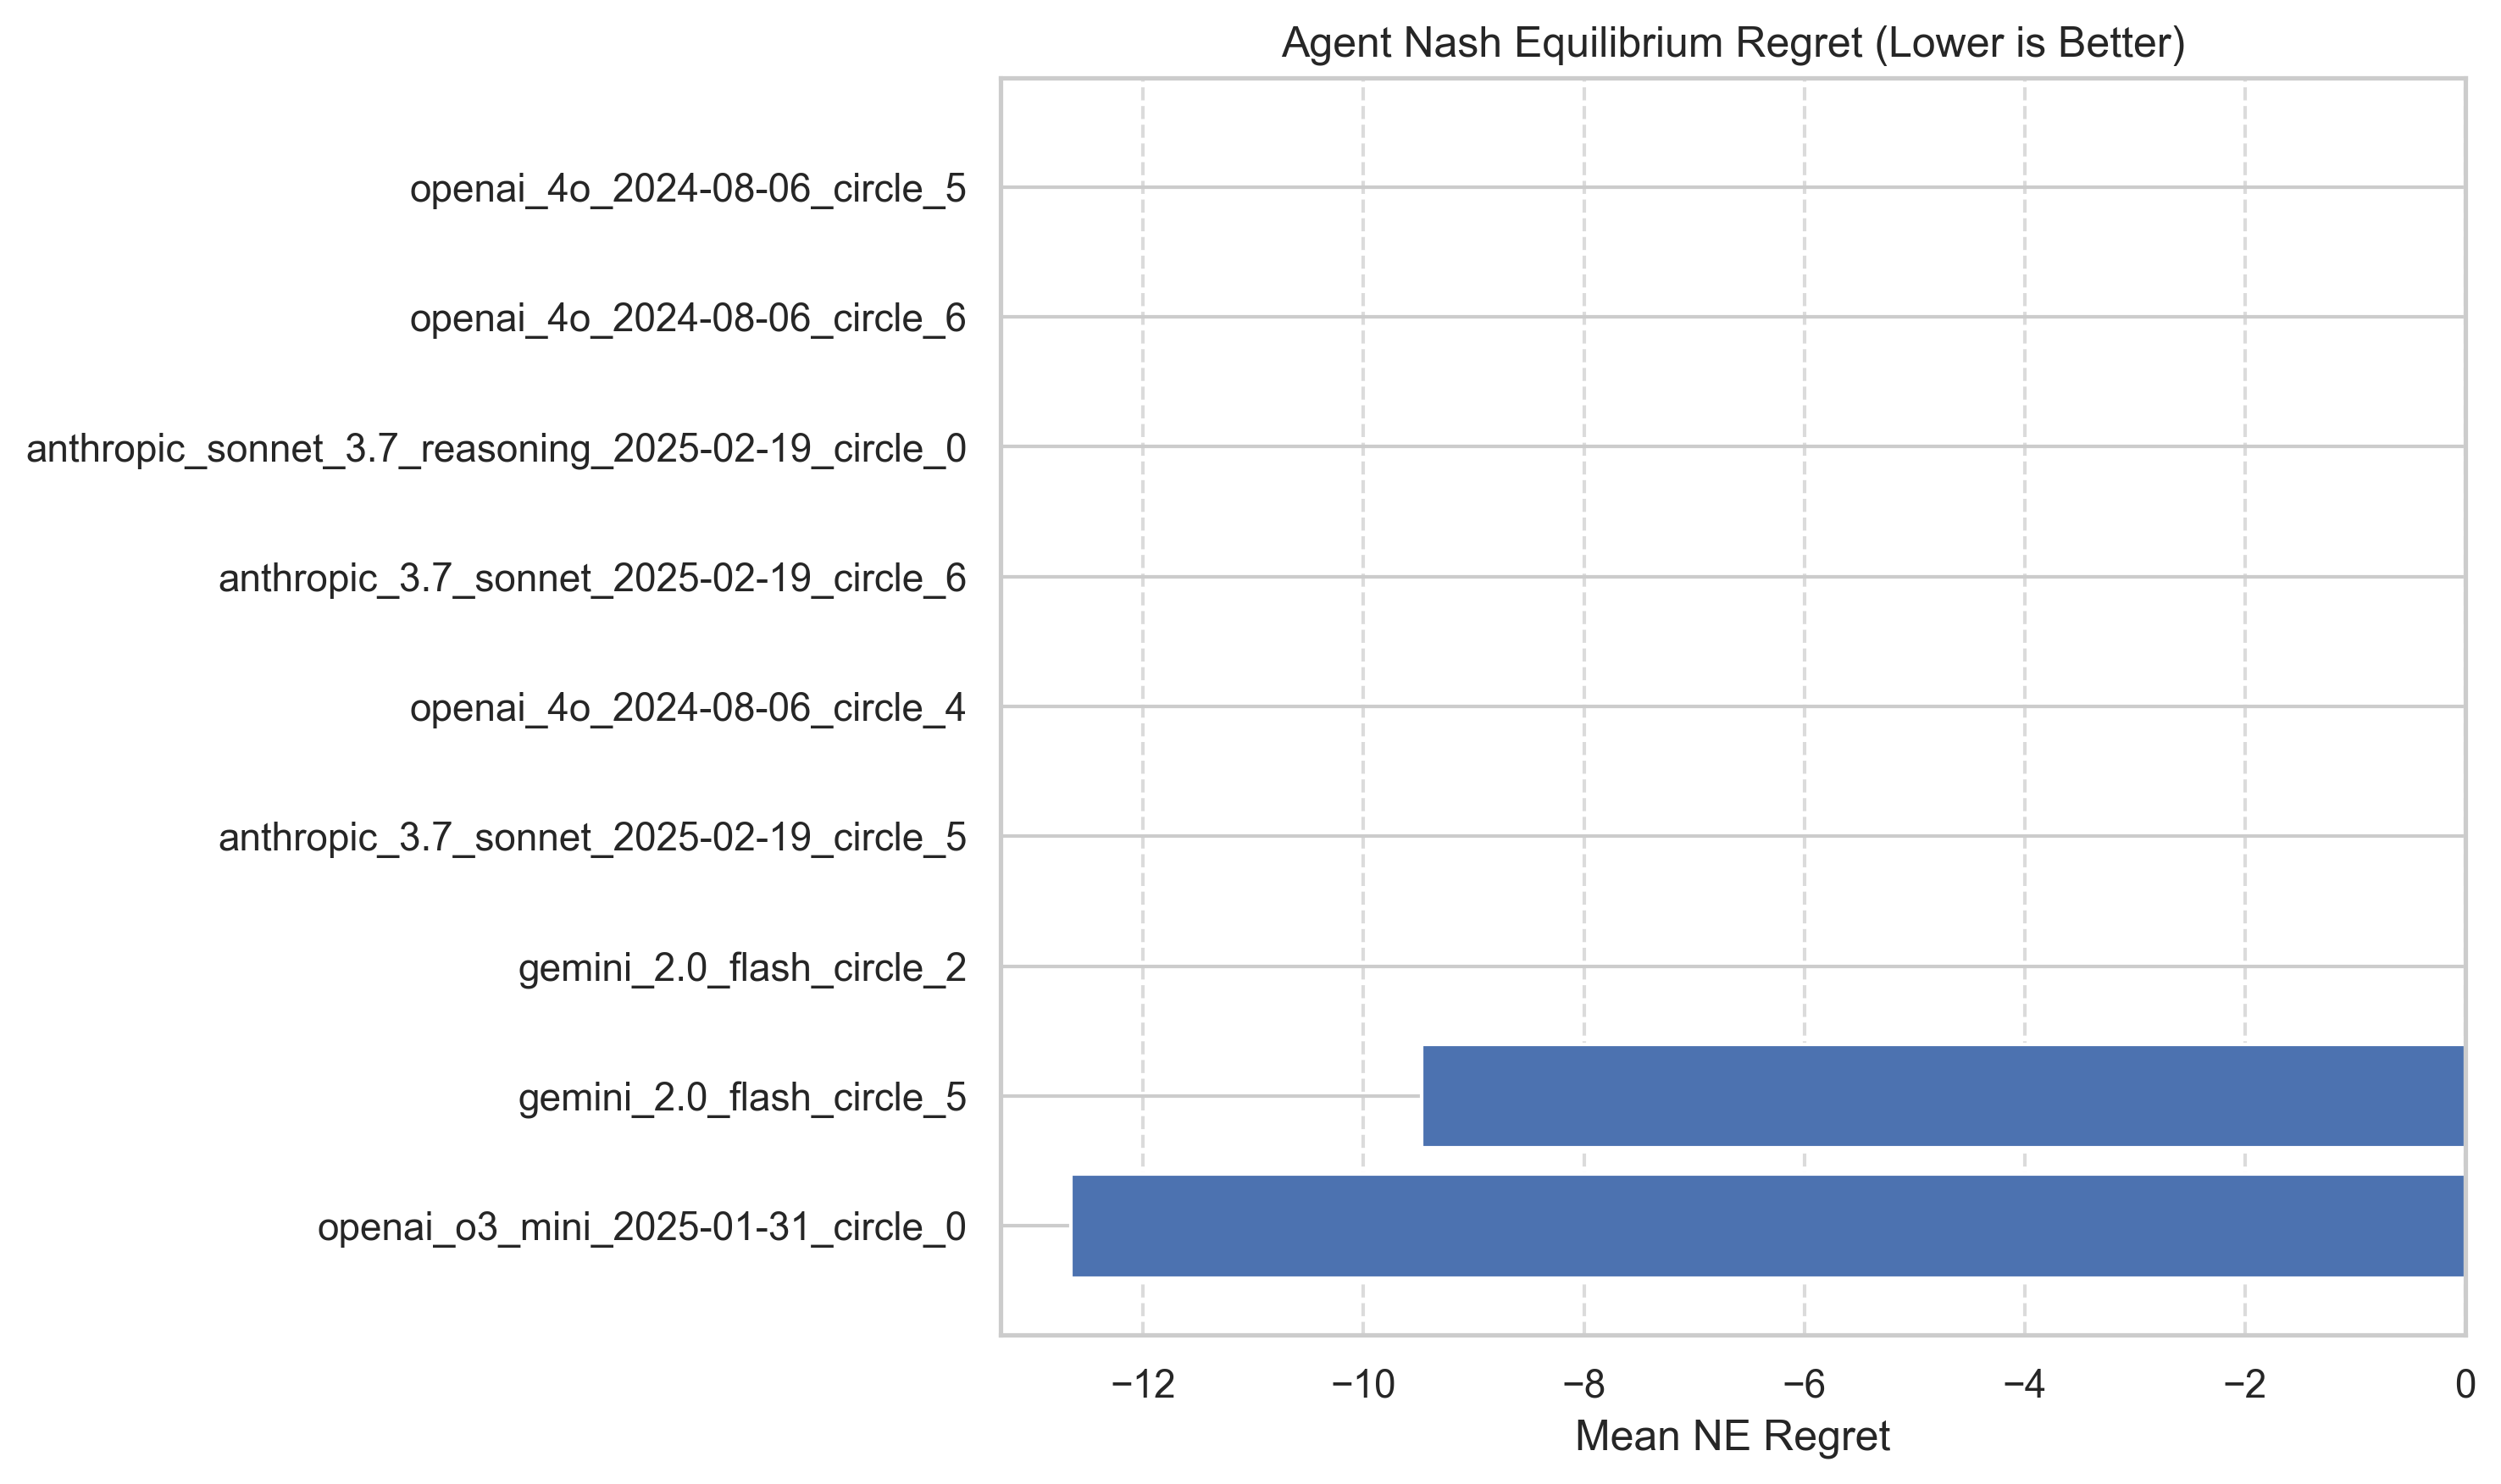 Agent Nash Equilibrium Regret (Lower is Better)
openai_4o_2024-08-06_circle_5
openai_4o_2024-08-06_circle_6
anthropic_sonnet_3.7_reasoning_2025-02-19_circle_0
anthropic_3.7_sonnet_2025-02-19_circle_6
openai_4o_2024-08-06_circle_4
anthropic_3.7_sonnet_2025-02-19_circle_5
gemini_2.0_flash_circle_2
gemini_2.0_flash_circle_5
openai_o3_mini_2025-01-31_circle_0
−12 −10 −8 −6 −4 −2 0
Mean NE Regret